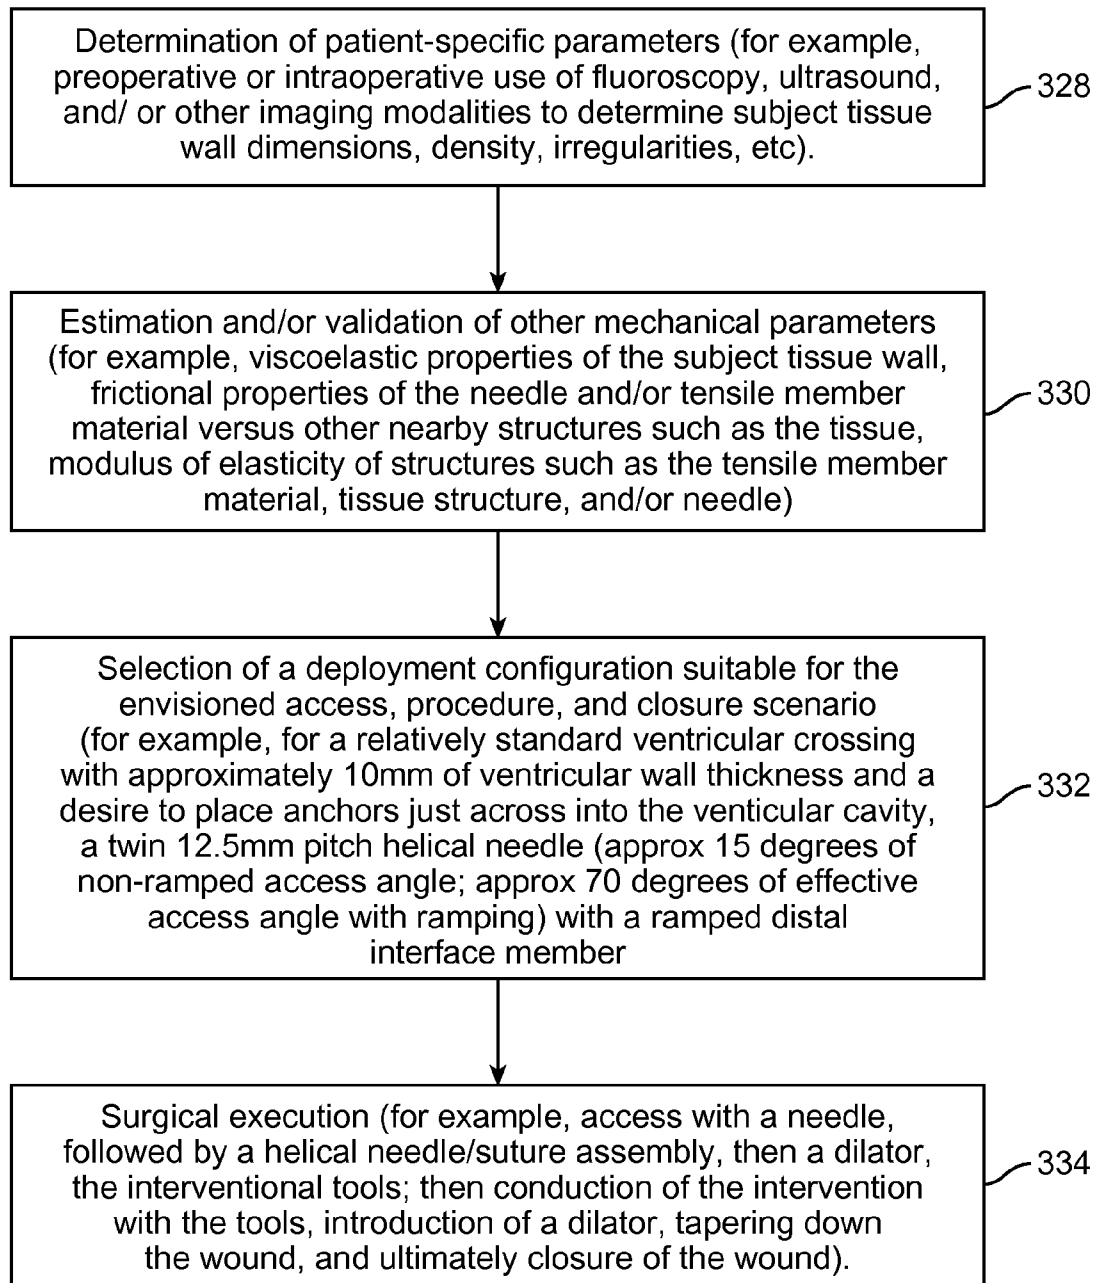 Determination of patient-specific parameters (for example,
preoperative or intraoperative use of fluoroscopy, ultrasound,
and/ or other imaging modalities to determine subject tissue
wall dimensions, density, irregularities, etc).
328
Estimation and/or validation of other mechanical parameters
(for example, viscoelastic properties of the subject tissue wall,
frictional properties of the needle and/or tensile member
material versus other nearby structures such as the tissue,
modulus of elasticity of structures such as the tensile member
material, tissue structure, and/or needle)
330
Selection of a deployment configuration suitable for the
envisioned access, procedure, and closure scenario
(for example, for a relatively standard ventricular crossing
with approximately 10mm of ventricular wall thickness and a
desire to place anchors just across into the venticular cavity,
a twin 12.5mm pitch helical needle (approx 15 degrees of
non-ramped access angle; approx 70 degrees of effective
access angle with ramping) with a ramped distal
interface member
332
Surgical execution (for example, access with a needle,
followed by a helical needle/suture assembly, then a dilator,
the interventional tools; then conduction of the intervention
with the tools, introduction of a dilator, tapering down
the wound, and ultimately closure of the wound).
334